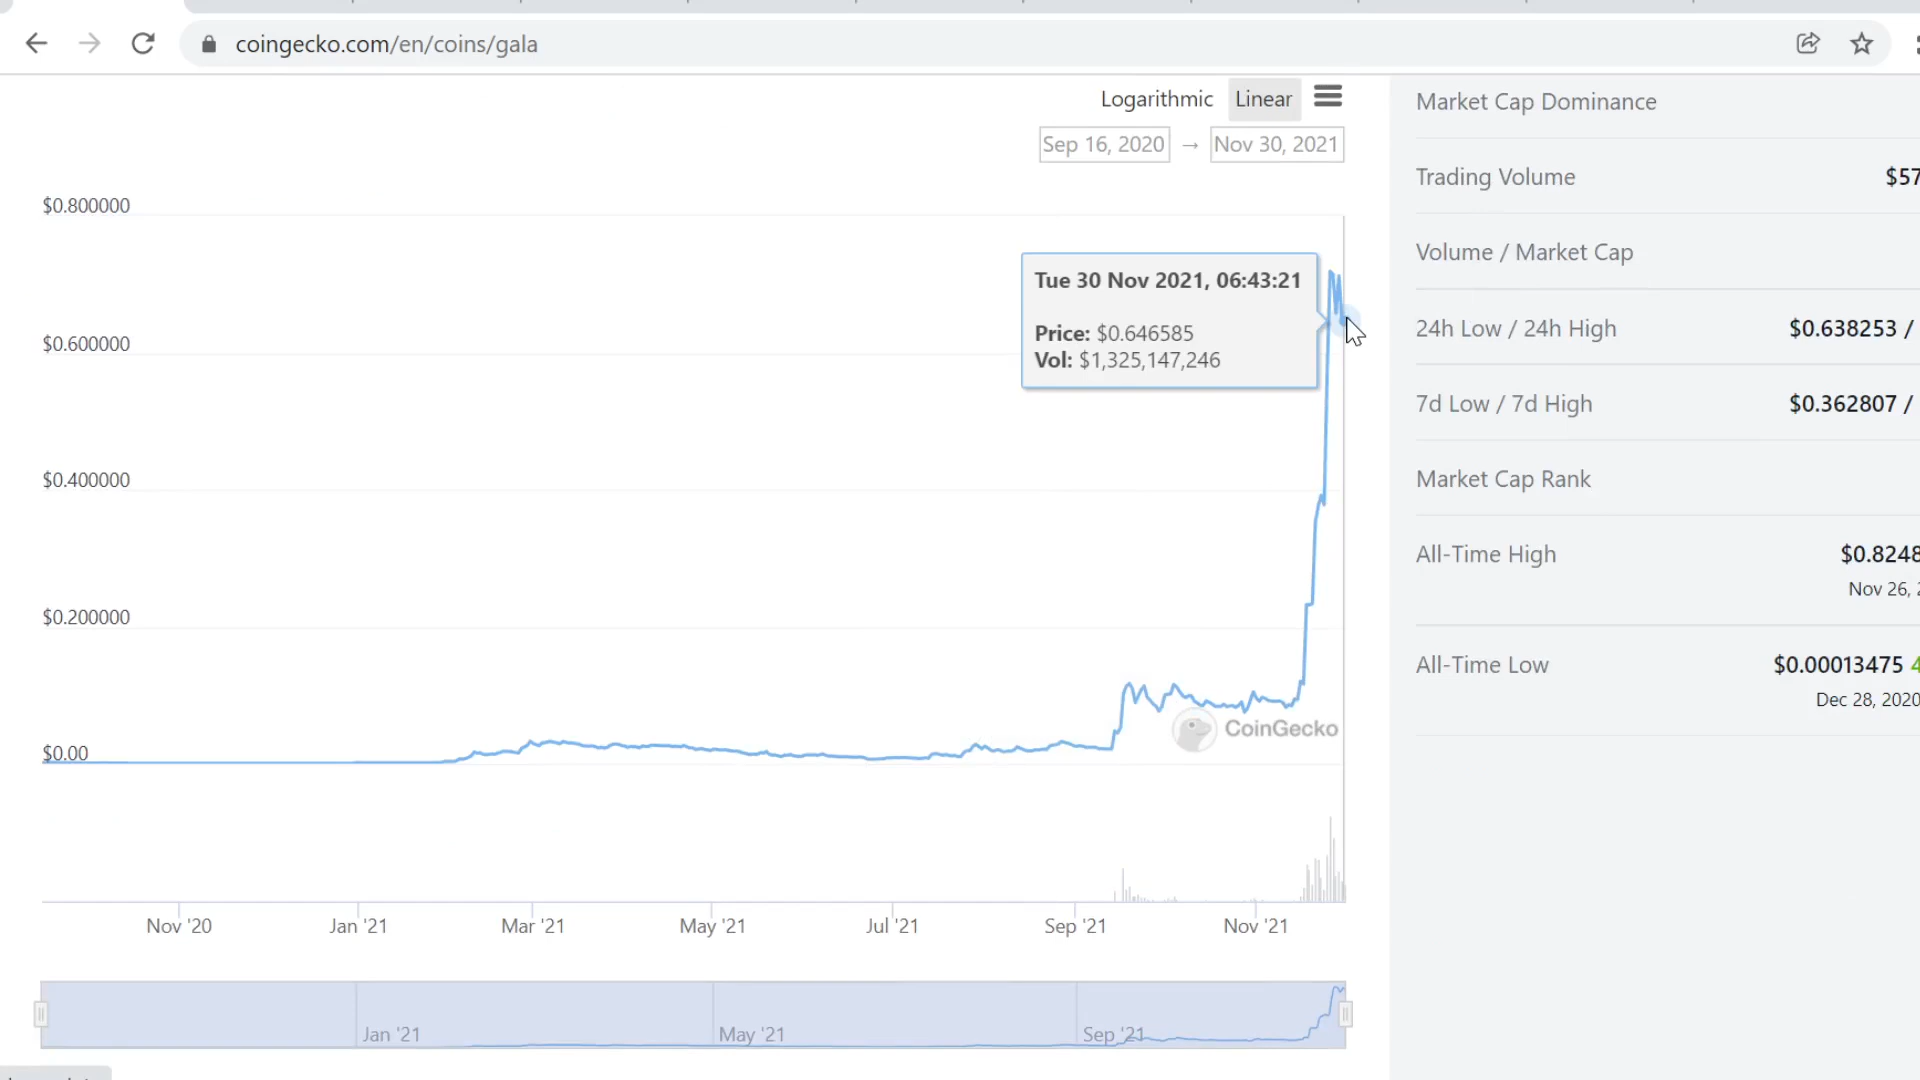 coingecko.com/en/coins/gala
Logarithmic Linear
Sep 16, 2020 → Nov 30, 2021
$0.800000
$0.600000
$0.400000
$0.200000
$0.00
Tue 30 Nov 2021, 06:43:21
Price: $0.646585
Vol: $1,325,147,246
CoinGecko
Nov '20 Jan '21 Mar '21 May '21 Jul '21 Sep '21 Nov '21
Jan '21 May '21 Sep '21
Market Cap Dominance
Trading Volume $57
Volume / Market Cap
24h Low / 24h High $0.638253 /
7d Low / 7d High $0.362807 /
Market Cap Rank
All-Time High $0.8248
Nov 26,
All-Time Low $0.00013475
Dec 28, 2020